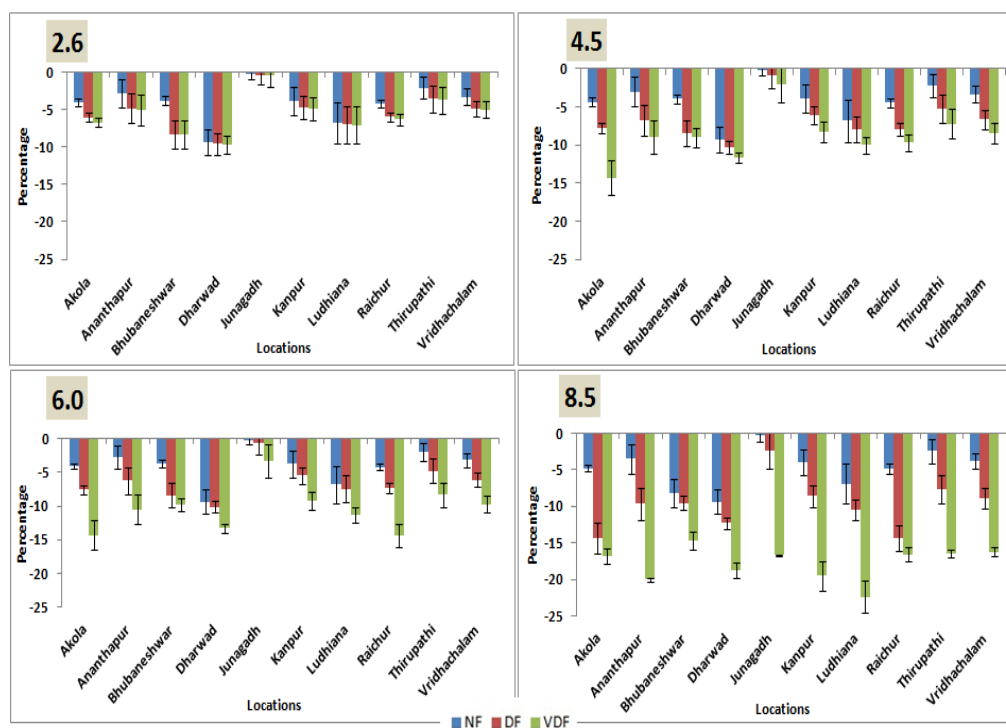 2.6
Percentage
0
-5
-10
-15
-20
-25
Akola
Ananthapur
Bhubaneshwar
Dharwad
Junagadh
Kanpur
Ludhiana
Raichur
Thirupathi
Vridhachalam
Locations
4.5
Percentage
0
-5
-10
-15
-20
-25
Akola
Ananthapur
Bhubaneshwar
Dharwad
Junagadh
Kanpur
Ludhiana
Raichur
Thirupathi
Vridhachalam
Locations
6.0
Percentage
0
-5
-10
-15
-20
-25
Akola
Ananthapur
Bhubaneshwar
Dharwad
Junagadh
Kanpur
Ludhiana
Raichur
Thirupathi
Vridhachalam
Locations
8.5
Percentage
0
-5
-10
-15
-20
-25
Akola
Ananthapur
Bhubaneshwar
Dharwad
Junagadh
Kanpur
Ludhiana
Raichur
Thirupathi
Vridhachalam
Locations
NF DF VDF